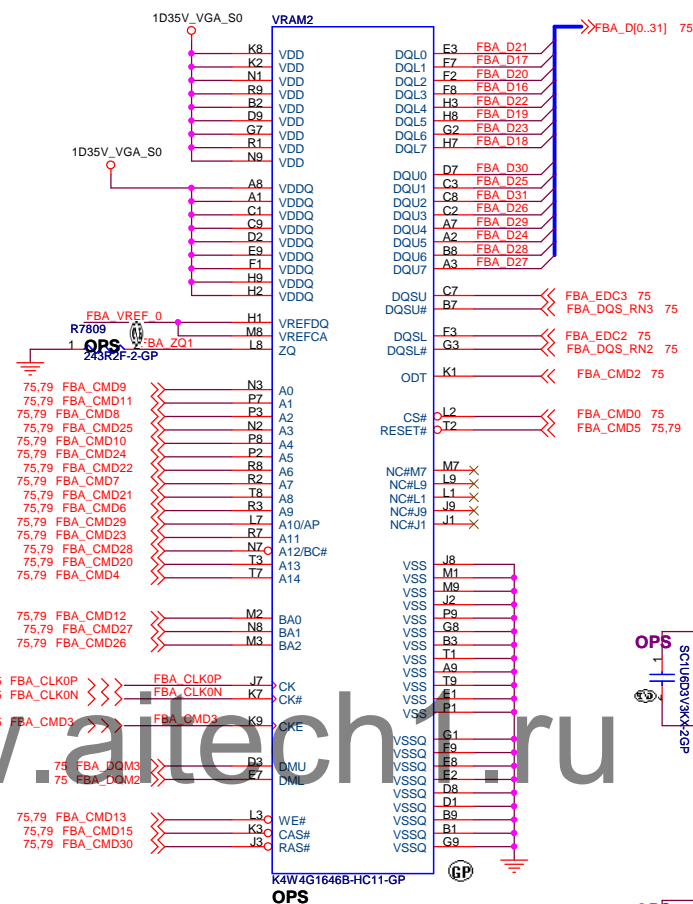 1D35V_VGA_S0
VRAM2
FBA_D[0..31] 75
K8 VDD
K2 VDD
N1 VDD
R9 VDD
B2 VDD
D9 VDD
G7 VDD
R1 VDD
N9 VDD
1D35V_VGA_S0
A8 VDDQ
A1 VDDQ
C1 VDDQ
C9 VDDQ
D2 VDDQ
E9 VDDQ
F1 VDDQ
H9 VDDQ
H2 VDDQ
FBA_VREF_0 H1 VREFDQ
M8 VREFCA
R7809
1 OPS 2 FBA_ZQ1 L8 ZQ
243R2F-2-GP
75,79 FBA_CMD9 N3 A0
75,79 FBA_CMD11 P7 A1
75,79 FBA_CMD8 P3 A2
75,79 FBA_CMD25 N2 A3
75,79 FBA_CMD10 P8 A4
75,79 FBA_CMD24 P2 A5
75,79 FBA_CMD22 R8 A6
75,79 FBA_CMD7 R2 A7
75,79 FBA_CMD21 T8 A8
75,79 FBA_CMD6 R3 A9
75,79 FBA_CMD29 L7 A10/AP
75,79 FBA_CMD23 R7 A11
75,79 FBA_CMD28 N7 A12/BC#
75,79 FBA_CMD20 T3 A13
75,79 FBA_CMD4 T7 A14
75,79 FBA_CMD12 M2 BA0
75,79 FBA_CMD27 N8 BA1
75,79 FBA_CMD26 M3 BA2
FBA_CLK0P FBA_CLK0P J7 CK
FBA_CLK0N FBA_CLK0N K7 CK#
FBA_CMD3 FBA_CMD3 K9 CKE
75 FBA_DQM3 D3 DMU
75 FBA_DQM2 E7 DML
75,79 FBA_CMD13 L3 WE#
75,79 FBA_CMD15 K3 CAS#
75,79 FBA_CMD30 J3 RAS#
DQL0 E3 FBA_D21
DQL1 F7 FBA_D17
DQL2 F2 FBA_D20
DQL3 F8 FBA_D16
DQL4 H3 FBA_D22
DQL5 H8 FBA_D19
DQL6 G2 FBA_D23
DQL7 H7 FBA_D18
DQU0 D7 FBA_D30
DQU1 C3 FBA_D25
DQU2 C8 FBA_D31
DQU3 C2 FBA_D26
DQU4 A7 FBA_D29
DQU5 A2 FBA_D24
DQU6 B8 FBA_D28
DQU7 A3 FBA_D27
DQSU C7 FBA_EDC3 75
DQSU# B7 FBA_DQS_RN3 75
DQSL F3 FBA_EDC2 75
DQSL# G3 FBA_DQS_RN2 75
ODT K1 FBA_CMD2 75
CS# L2 FBA_CMD0 75
RESET# T2 FBA_CMD5 75,79
NC#M7 M7
NC#L9 L9
NC#L1 L1
NC#J9 J9
NC#J1 J1
VSS J8
VSS M1
VSS M9
VSS J2
VSS P9
VSS G8
VSS B3
VSS T1
VSS A9
VSS T9
VSS E1
VSS P1
VSSQ G1
VSSQ F9
VSSQ E8
VSSQ E2
VSSQ D8
VSSQ D1
VSSQ B9
VSSQ B1
VSSQ G9
K4W4G1646B-HC11-GP
OPS
GP
OPS
1
SC1U6D3V3KX-2GP
w.aitech1.ru